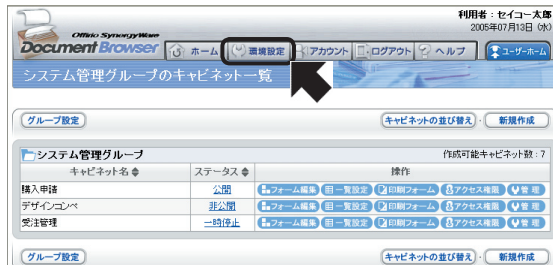 利用者：セイコー太郎
2005年07月13日 (水)
Offirio SynergyWare
Document Browser
ホーム 環境設定 アカウント ログアウト ヘルプ ユーザーホーム
システム管理グループのキャビネット一覧
グループ設定 キャビネットの並び替え 新規作成
システム管理グループ 作成可能キャビネット数：7
キャビネット名 ステータス 操作
購入申請 公開 フォーム編集 一覧設定 印刷フォーム アクセス権限 管理
デザインコンペ 非公開 フォーム編集 一覧設定 印刷フォーム アクセス権限 管理
受注管理 一時停止 フォーム編集 一覧設定 印刷フォーム アクセス権限 管理
グループ設定 キャビネットの並び替え 新規作成